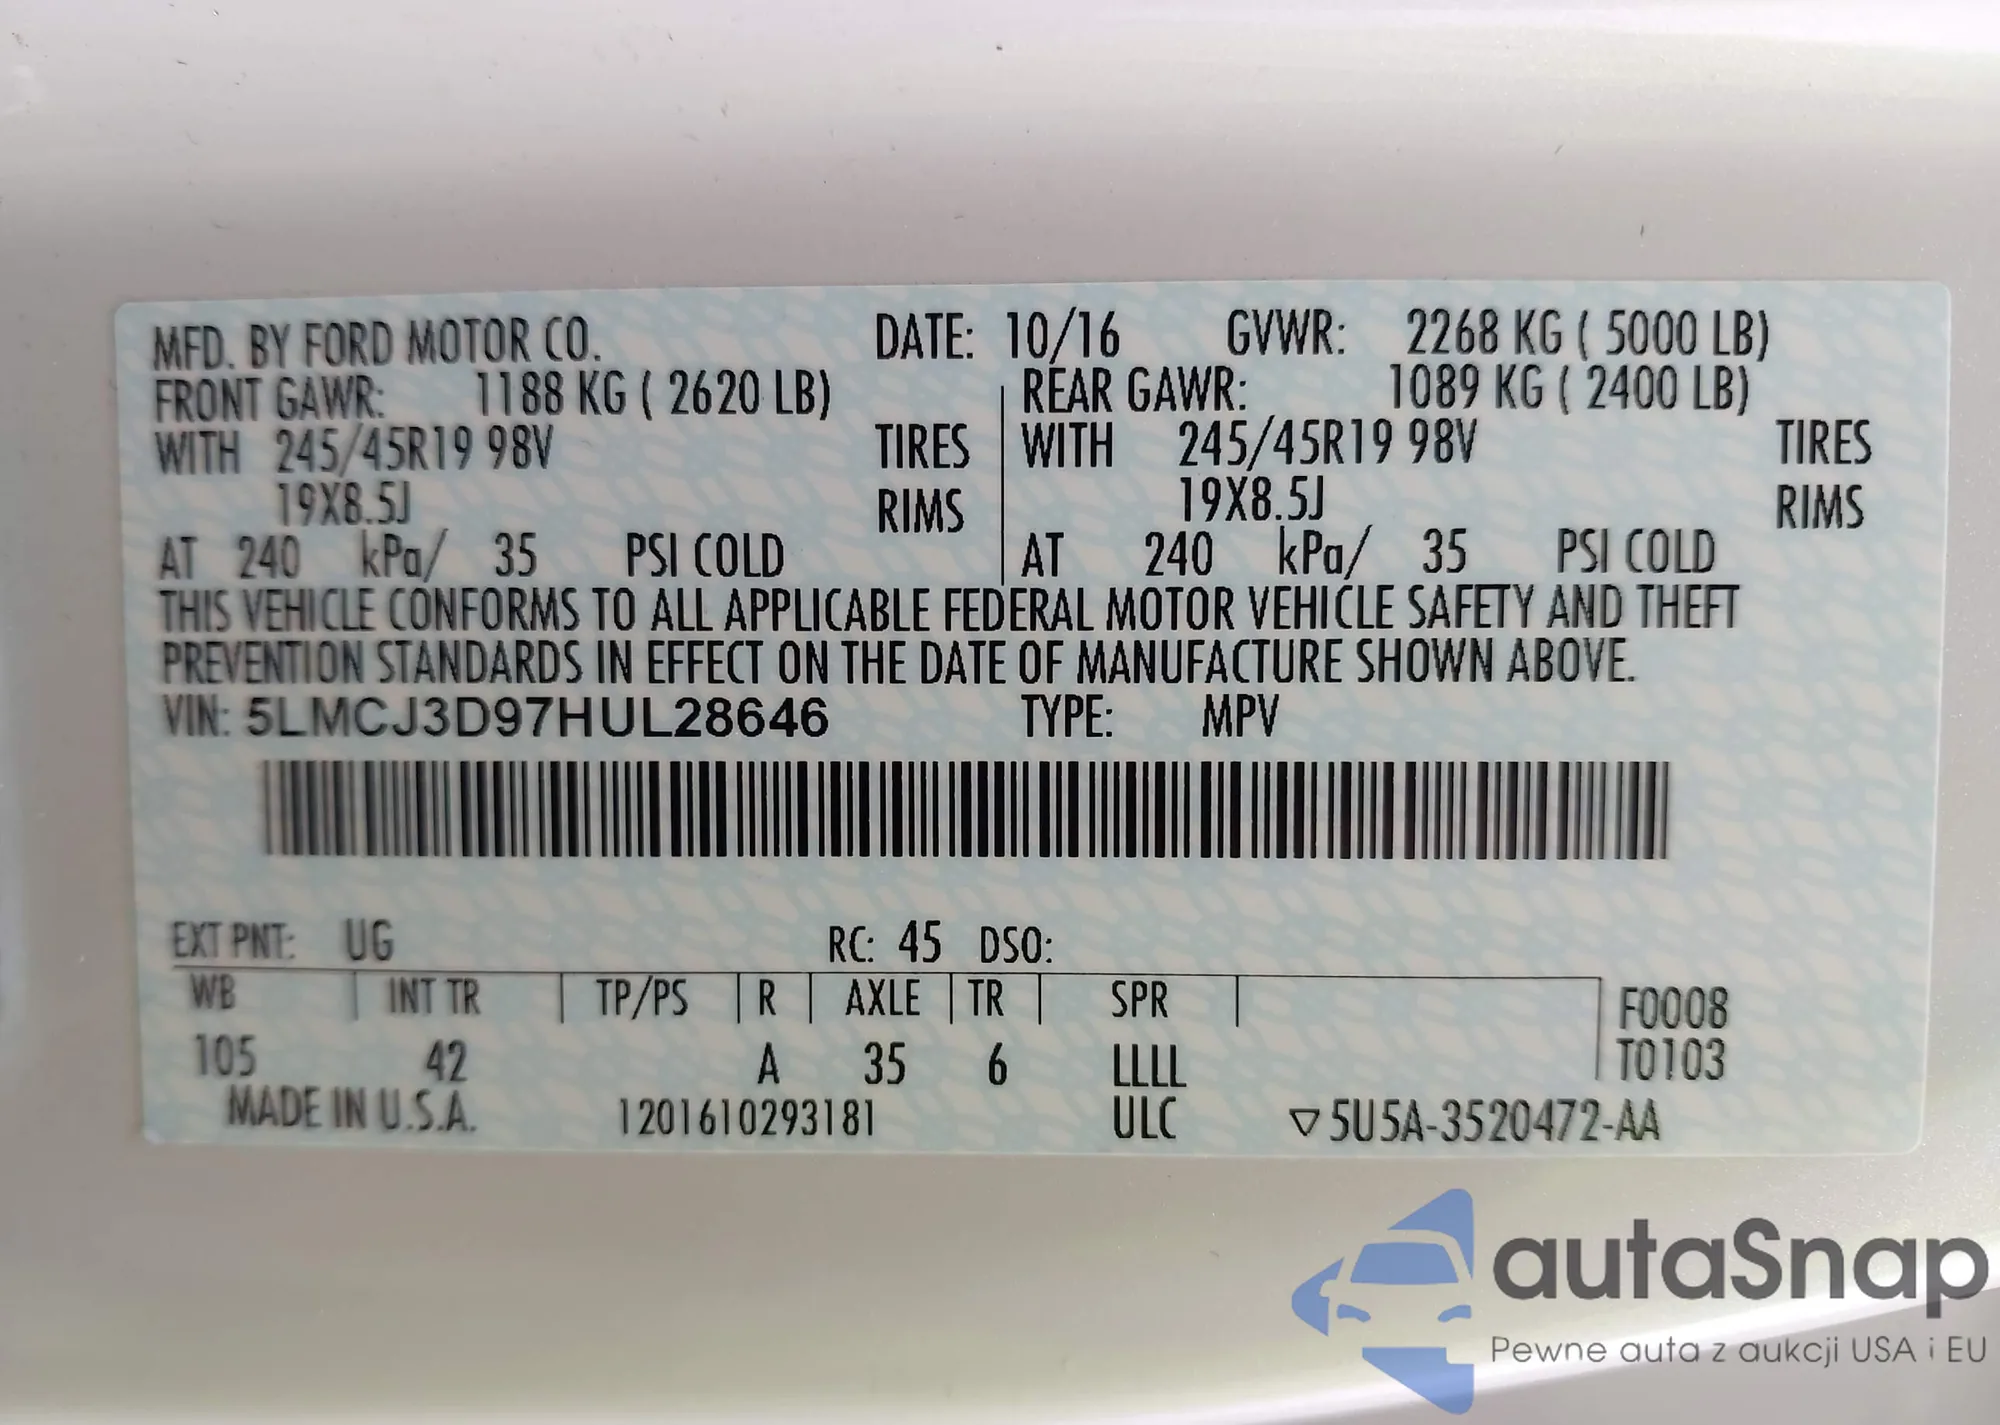 MFD. BY FORD MOTOR CO. DATE: 10/16 GVWR: 2268 KG ( 5000 LB)
FRONT GAWR: 1188 KG ( 2620 LB) REAR GAWR: 1089 KG ( 2400 LB)
WITH 245/45R19 98V TIRES WITH 245/45R19 98V TIRES
19X8.5J RIMS 19X8.5J RIMS
AT 240 kPa/ 35 PSI COLD AT 240 kPa/ 35 PSI COLD
THIS VEHICLE CONFORMS TO ALL APPLICABLE FEDERAL MOTOR VEHICLE SAFETY AND THEFT
PREVENTION STANDARDS IN EFFECT ON THE DATE OF MANUFACTURE SHOWN ABOVE.
VIN: 5LMCJ3D97HUL28646 TYPE: MPV
EXT PNT: UG RC: 45 DSO:
WB INT TR TP/PS R AXLE TR SPR F0008
105 42 A 35 6 LLLL T0103
MADE IN U.S.A. 1201610293181 ULC ▽5U5A-3520472-AA
autaSnap
Pewne auta z aukcji USA i EU